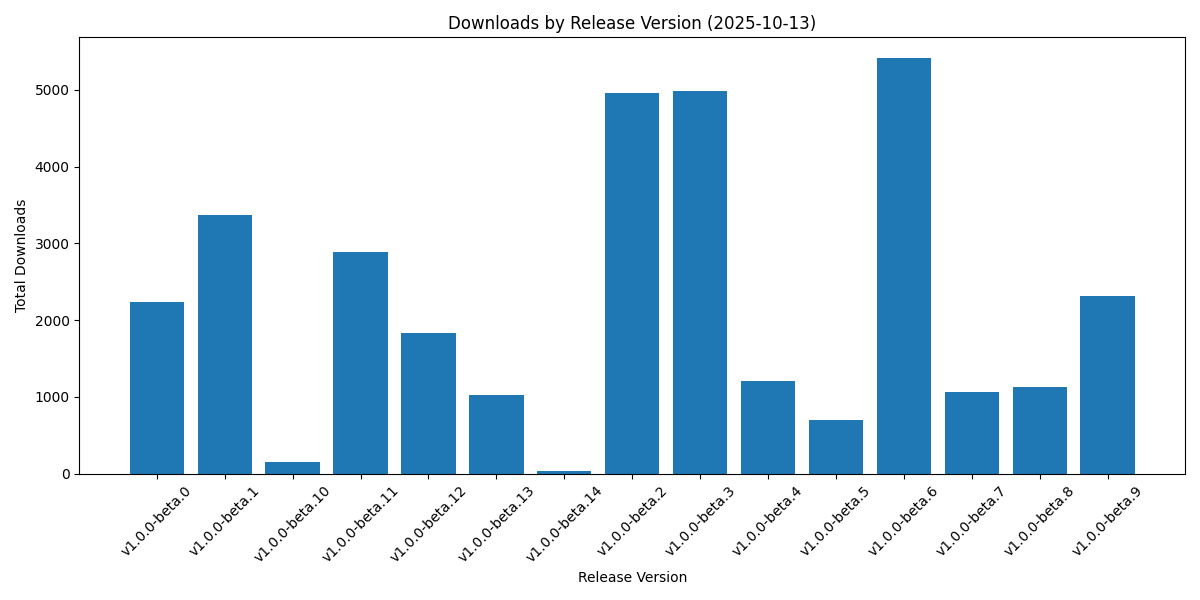 Downloads by Release Version (2025-10-13)
Total Downloads
5000
4000
3000
2000
1000
0
v1.0.0-beta.0
v1.0.0-beta.1
v1.0.0-beta.10
v1.0.0-beta.11
v1.0.0-beta.12
v1.0.0-beta.13
v1.0.0-beta.14
v1.0.0-beta.2
v1.0.0-beta.3
v1.0.0-beta.4
v1.0.0-beta.5
v1.0.0-beta.6
v1.0.0-beta.7
v1.0.0-beta.8
v1.0.0-beta.9
Release Version